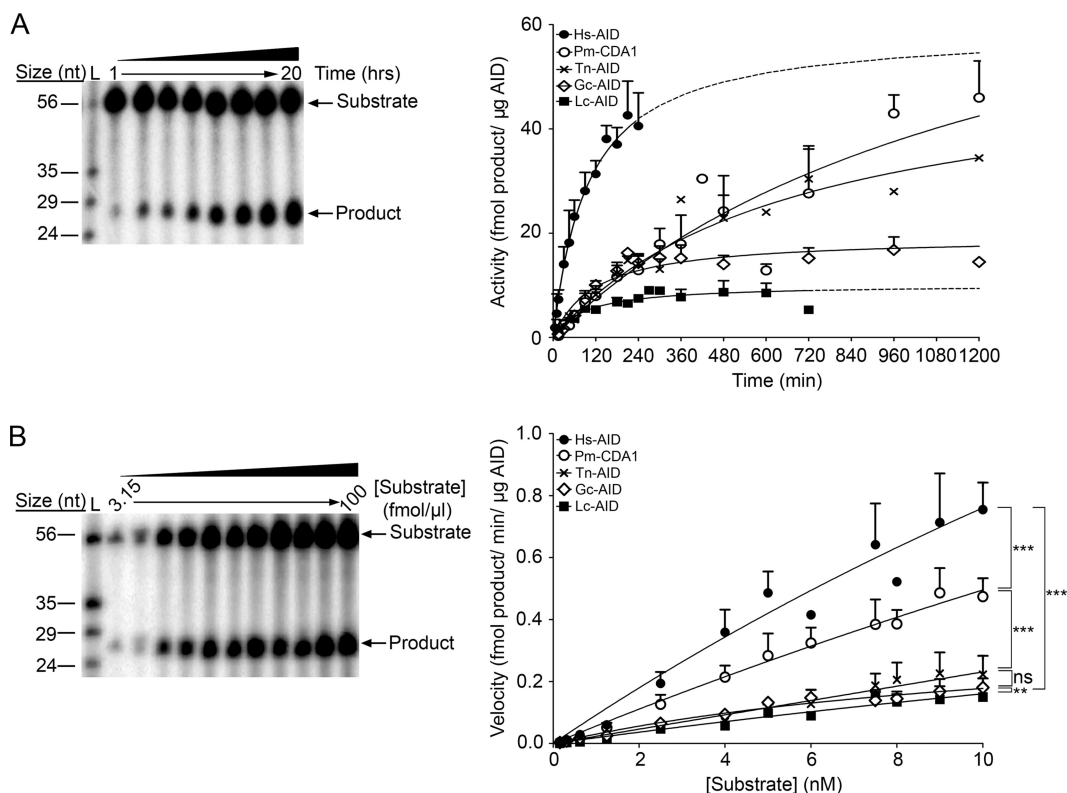 A
Size (nt) L 1 20 Time (hrs)
56 Substrate
35
29
24 Product
Hs-AID
Pm-CDA1
Tn-AID
Gc-AID
Lc-AID
Activity (fmol product/ µg AID)
60
40
20
0
0 120 240 360 480 600 720 840 960 1080 1200
Time (min)
B
Size (nt) L 3.15 100 [Substrate]
(fmol/µl)
56 Substrate
35
29
24 Product
Hs-AID
Pm-CDA1
Tn-AID
Gc-AID
Lc-AID
Velocity (fmol product/ min/ µg AID)
1.0
0.8
0.6
0.4
0.2
0.0
0 2 4 6 8 10
[Substrate] (nM)
***
***
***
ns
**